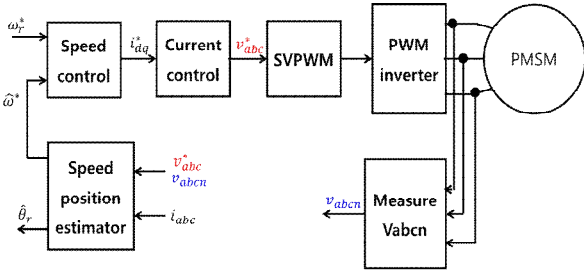 ω*r
Speed
control
i*dq
Current
control
v*abc
SVPWM
PWM
inverter
PMSM
ω̂*
Speed
position
estimator
v*abc
vabcn
iabc
θ̂r
vabcn
Measure
Vabcn